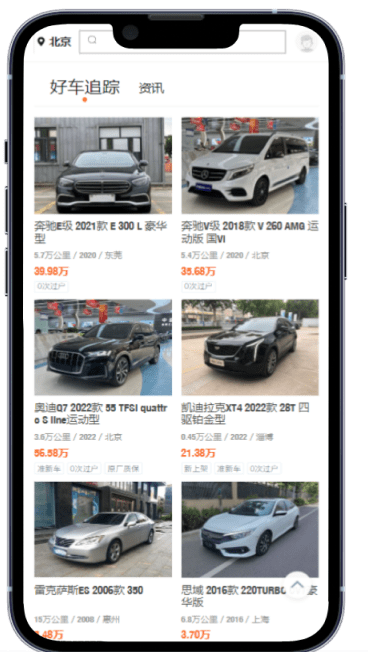 北京
好车追踪 资讯
奔驰E级 2021款 E 300 L 豪华
型
5.7万公里 / 2020 / 东莞
39.98万
0次过户
奔驰V级 2018款 V 260 AMG 运
动版 国VI
5.4万公里 / 2020 / 北京
35.68万
0次过户
奥迪Q7 2022款 55 TFSI quattr
o S line运动型
3.8万公里 / 2022 / 北京
56.58万
准新车 0次过户 原厂质保
凯迪拉克XT4 2022款 28T 四
驱铂金型
0.45万公里 / 2022 / 淄博
21.38万
新上架 准新车 0次过户
雷克萨斯ES 2006款 350
15万公里 / 2008 / 惠州
.48万
思域 2016款 220TURBO 豪
华版
6.8万公里 / 2016 / 上海
3.70万